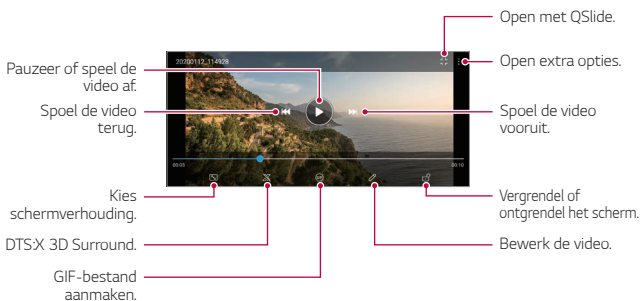 Open met QSlide.
Open extra opties.
Pauzeer of speel de
video af.
Spoel de video
terug.
Spoel de video
vooruit.
20200112_114928
00:03
00:10
GIF
Kies
schermverhouding.
DTS:X 3D Surround.
GIF-bestand
aanmaken.
Vergrendel of
ontgrendel het scherm.
Bewerk de video.